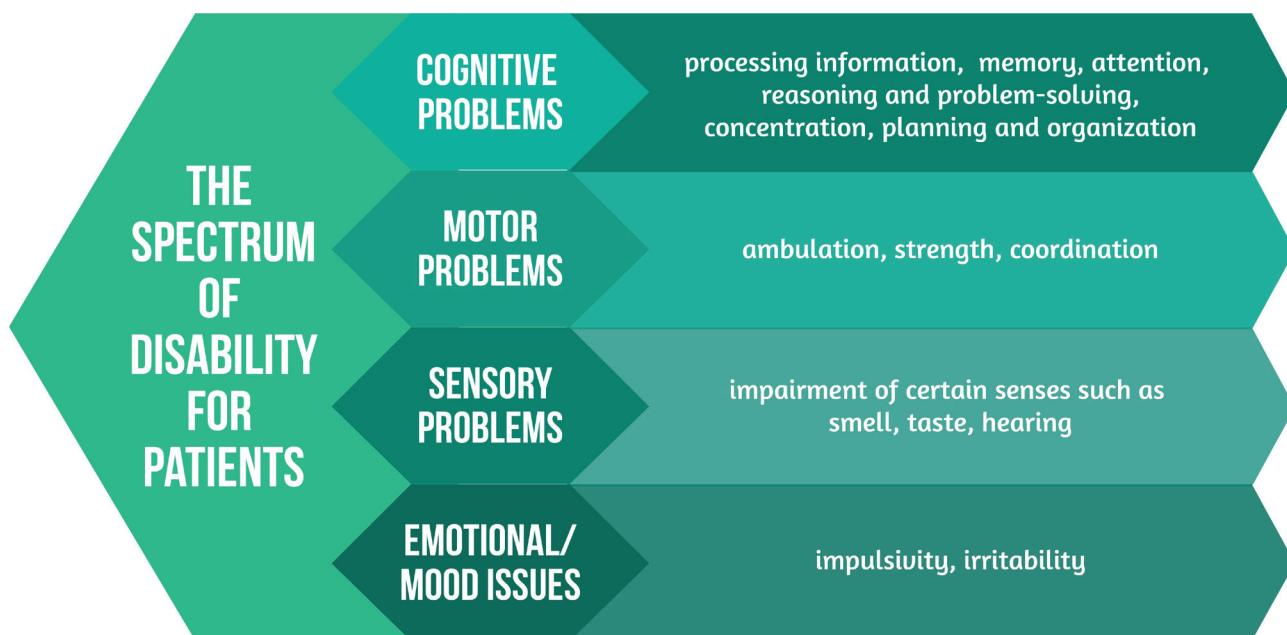 THE
SPECTRUM
OF
DISABILITY
FOR
PATIENTS
COGNITIVE
PROBLEMS
processing information, memory, attention,
reasoning and problem-solving,
concentration, planning and organization
MOTOR
PROBLEMS
ambulation, strength, coordination
SENSORY
PROBLEMS
impairment of certain senses such as
smell, taste, hearing
EMOTIONAL/
MOOD ISSUES
impulsivity, irritability